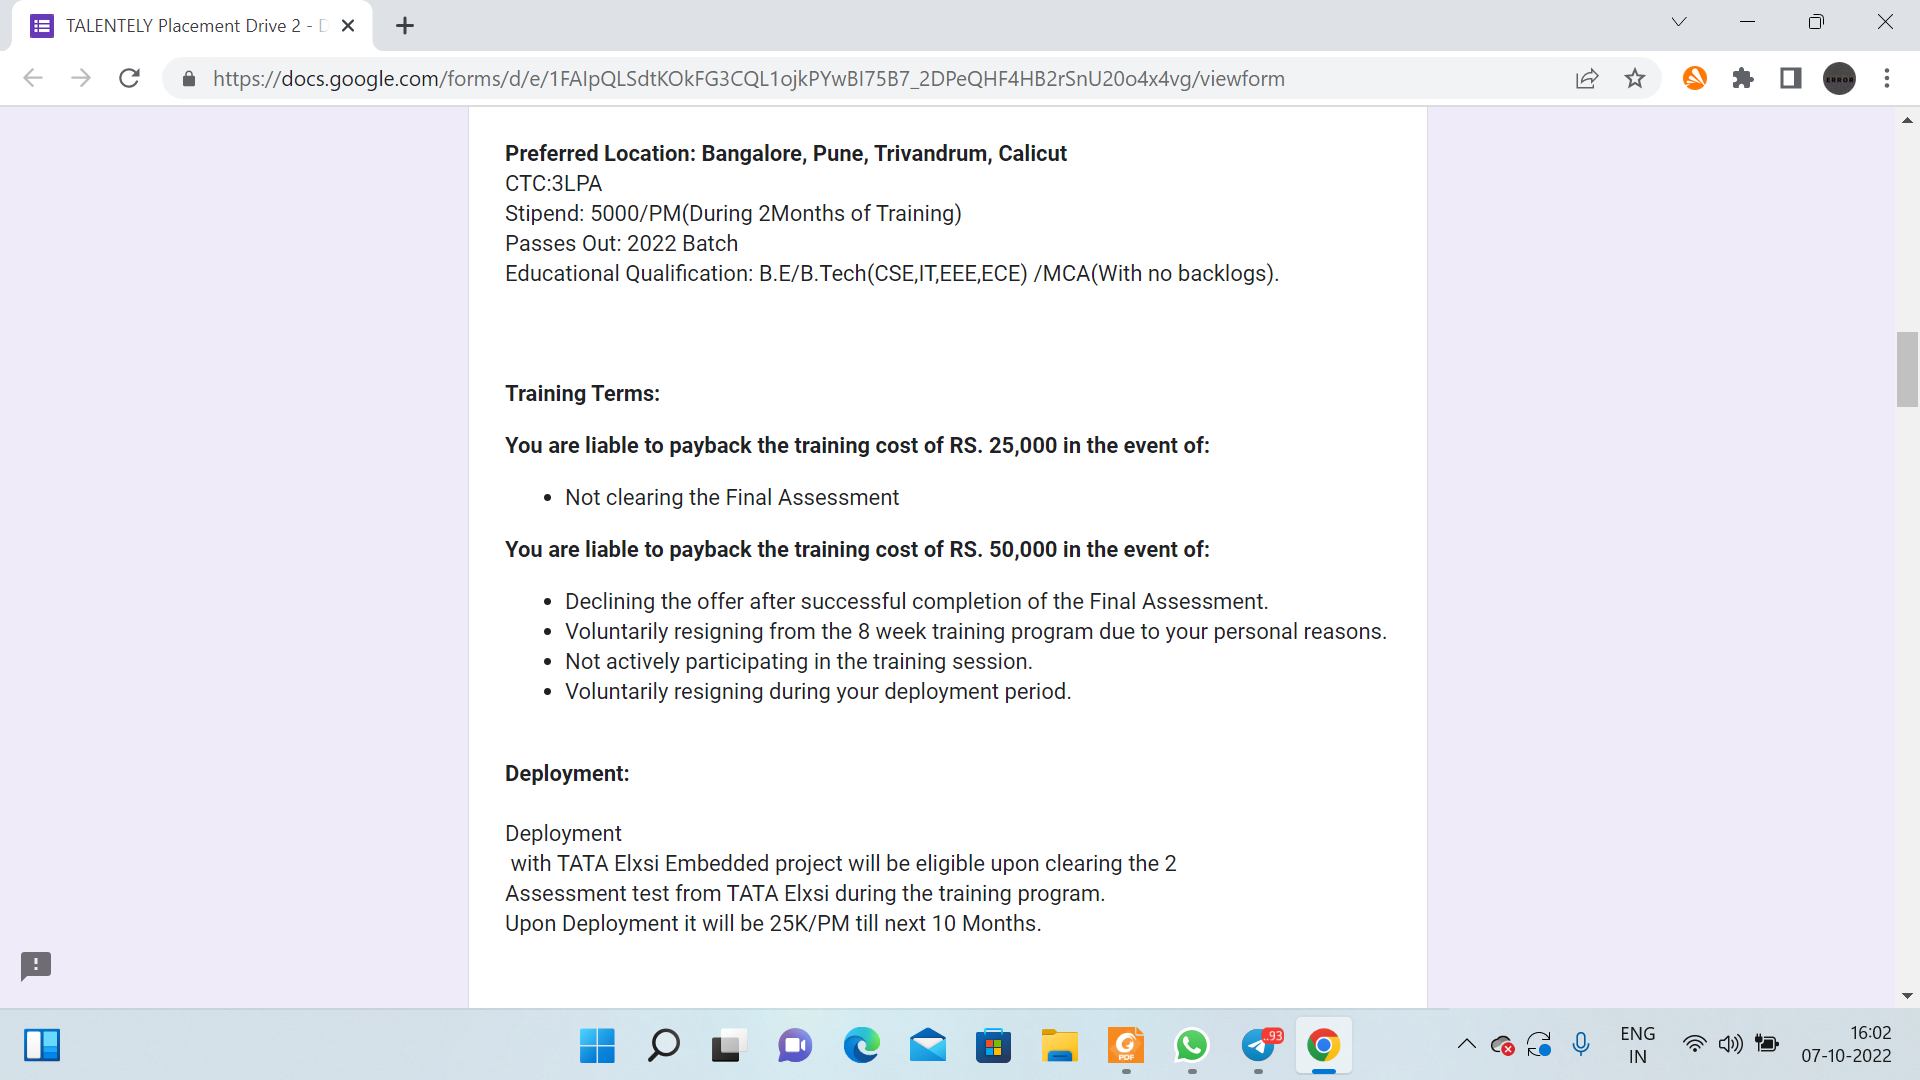 TALENTELY Placement Drive 2 - D
https://docs.google.com/forms/d/e/1FAIpQLSdtKOkFG3CQL1ojkPYwBI75B7_2DPeQHF4HB2rSnU20o4x4vg/viewform
ERROR
Preferred Location: Bangalore, Pune, Trivandrum, Calicut
CTC:3LPA
Stipend: 5000/PM(During 2Months of Training)
Passes Out: 2022 Batch
Educational Qualification: B.E/B.Tech(CSE,IT,EEE,ECE) /MCA(With no backlogs).
Training Terms:
You are liable to payback the training cost of RS. 25,000 in the event of:
• Not clearing the Final Assessment
You are liable to payback the training cost of RS. 50,000 in the event of:
• Declining the offer after successful completion of the Final Assessment.
• Voluntarily resigning from the 8 week training program due to your personal reasons.
• Not actively participating in the training session.
• Voluntarily resigning during your deployment period.
Deployment:
Deployment
with TATA Elxsi Embedded project will be eligible upon clearing the 2
Assessment test from TATA Elxsi during the training program.
Upon Deployment it will be 25K/PM till next 10 Months.
PDF
..93
ENG
IN
16:02
07-10-2022